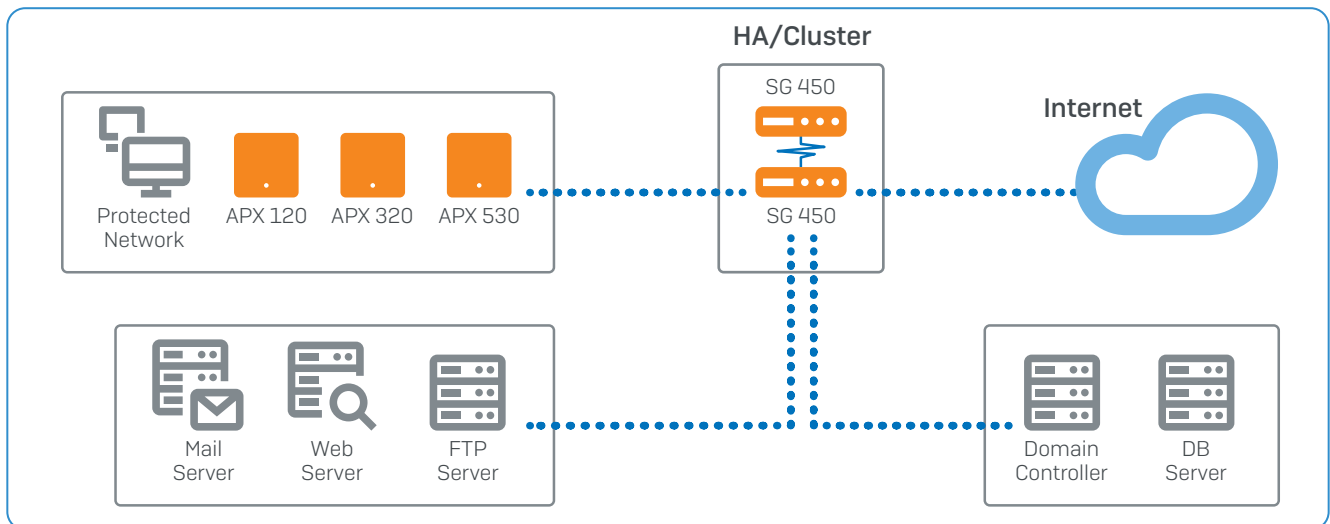 HA/Cluster
SG 450
SG 450
Internet
Protected
Network
APX 120
APX 320
APX 530
Mail
Server
Web
Server
FTP
Server
Domain
Controller
DB
Server